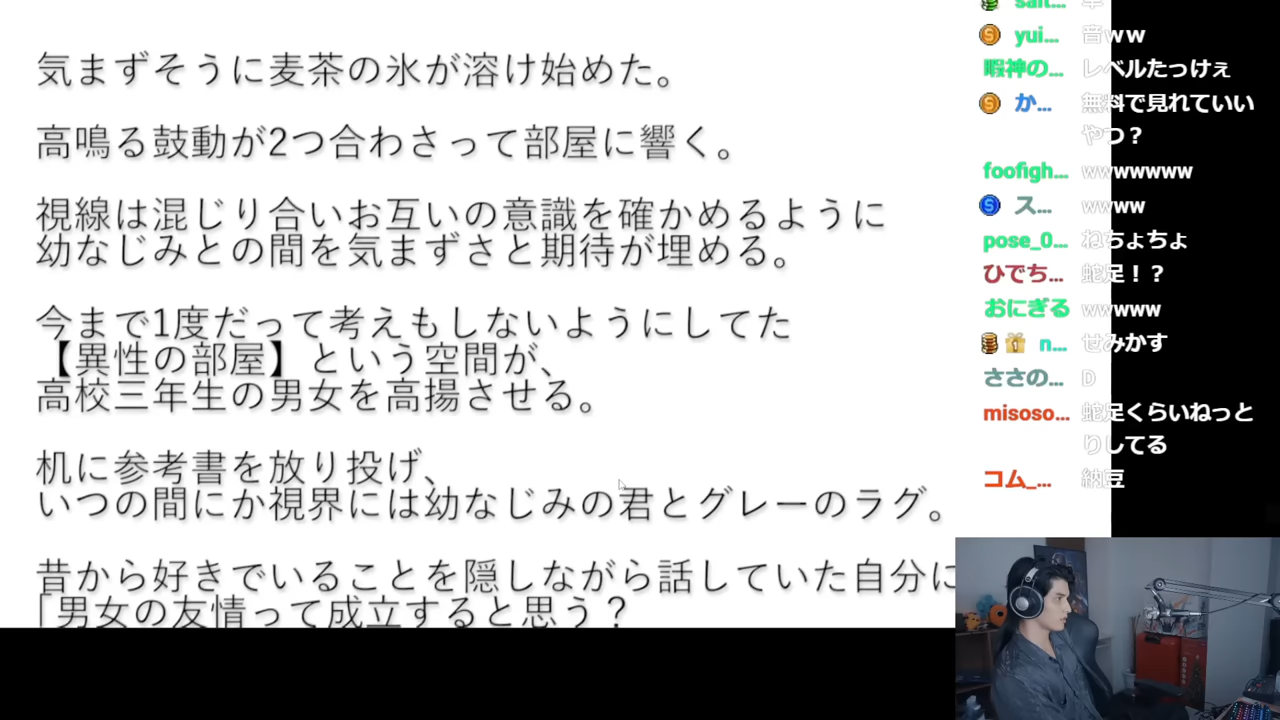 気まずそうに麦茶の氷が溶け始めた。
高鳴る鼓動が2つ合わさって部屋に響く。
視線は混じり合いお互いの意識を確かめるように
幼なじみとの間を気まずさと期待が埋める。
今まで1度だって考えもしないようにしてた
【異性の部屋】という空間が、
高校三年生の男女を高揚させる。
机に参考書を放り投げ、
いつの間にか視界には幼なじみの君とグレーのラグ。
昔から好きでいることを隠しながら話していた自分に
「男女の友情って成立すると思う？
yui... 音ww
暇神の... レベルたっけぇ
か... 無料で見れていい
やつ？
foofigh... wwwwwww
ス... wwww
pose_0... ねちょちょ
ひでち... 蛇足！？
おにぎる wwwww
n... せみかす
ささの... D
misoso... 蛇足くらいねっと
りしてる
コム_... 納豆